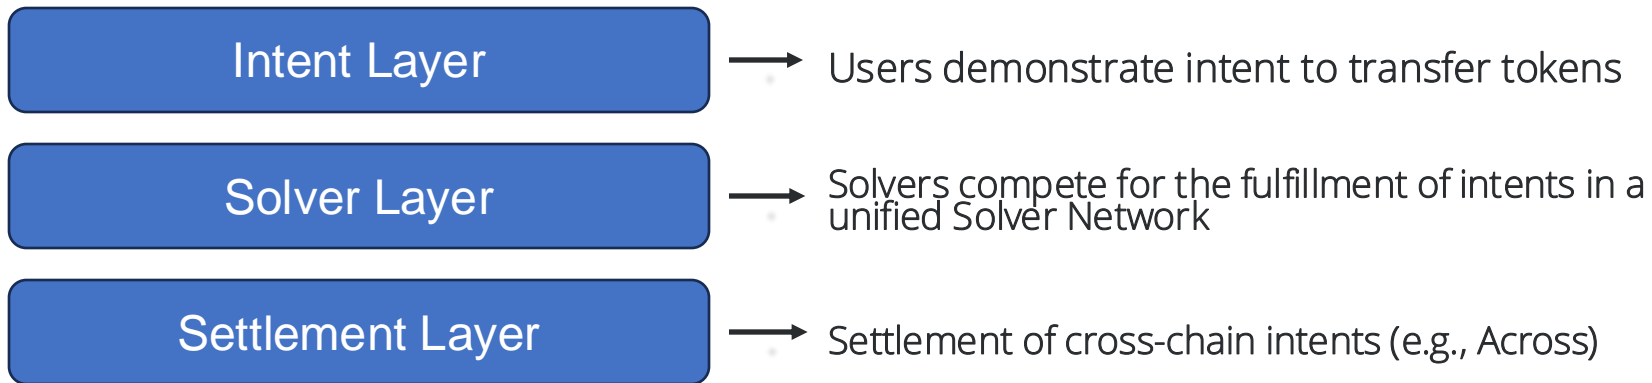 Intent Layer
Users demonstrate intent to transfer tokens
Solver Layer
Solvers compete for the fulfillment of intents in a
unified Solver Network
Settlement Layer
Settlement of cross-chain intents (e.g., Across)